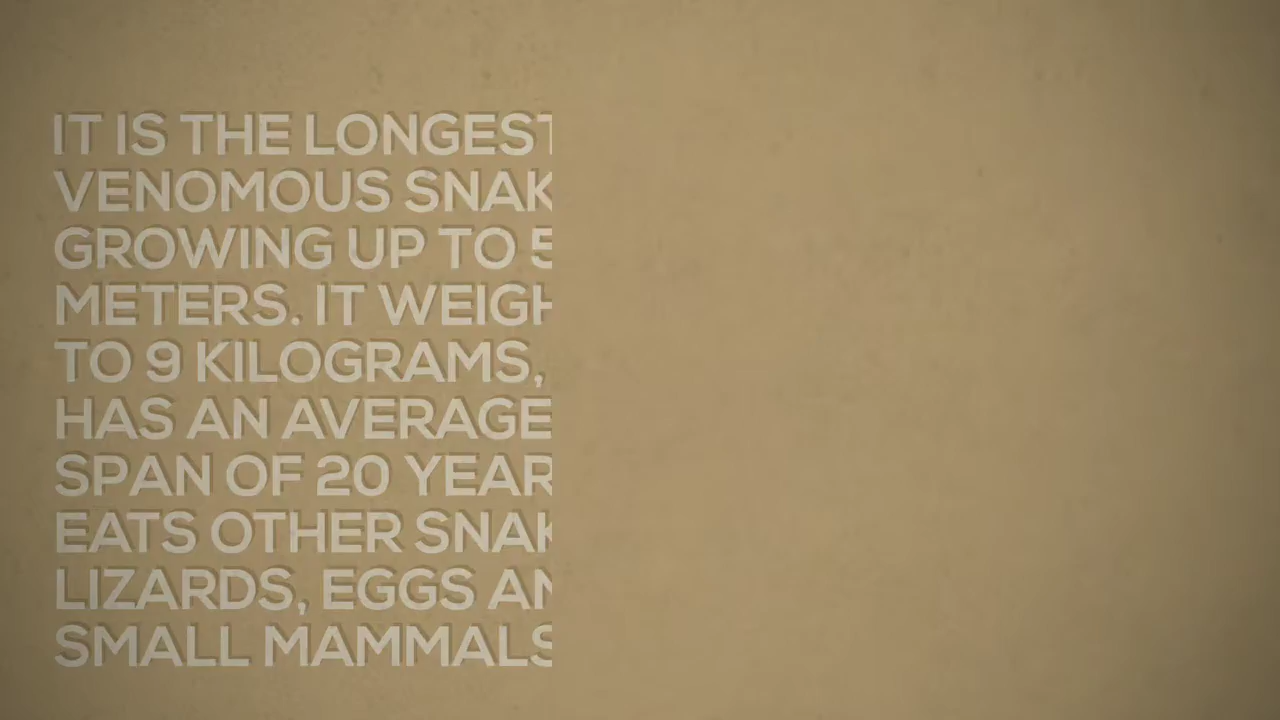 IT IS THE LONGEST
VENOMOUS SNAK
GROWING UP TO 5
METERS. IT WEIGH
TO 9 KILOGRAMS,
HAS AN AVERAGE
SPAN OF 20 YEAR
EATS OTHER SNAK
LIZARDS, EGGS AN
SMALL MAMMALS